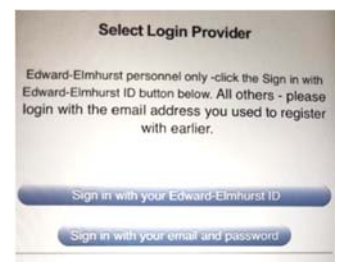 Select Login Provider
Edward-Elmhurst personnel only -click the Sign in with
Edward-Elmhurst ID button below. All others - please
login with the email address you used to register
with earlier.
Sign in with your Edward-Elmhurst ID
Sign in with your email and password